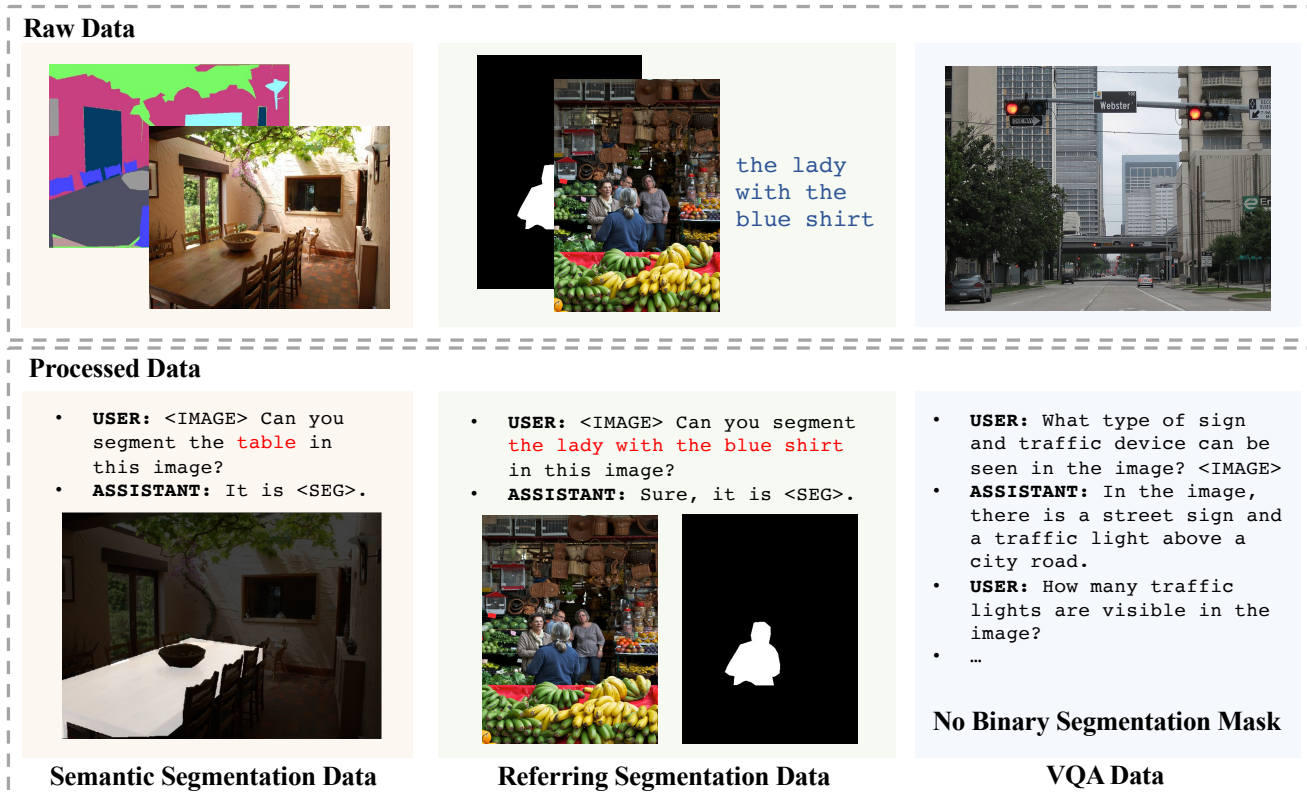 Raw Data
the lady
with the
blue shirt
Webster
ONE WAY
Processed Data
• USER: <IMAGE> Can you
segment the table in
this image?
• ASSISTANT: It is <SEG>.
• USER: <IMAGE> Can you segment
the lady with the blue shirt
in this image?
• ASSISTANT: Sure, it is <SEG>.
• USER: What type of sign
and traffic device can be
seen in the image? <IMAGE>
• ASSISTANT: In the image,
there is a street sign and
a traffic light above a
city road.
• USER: How many traffic
lights are visible in the
image?
• …
No Binary Segmentation Mask
Semantic Segmentation Data
Referring Segmentation Data
VQA Data